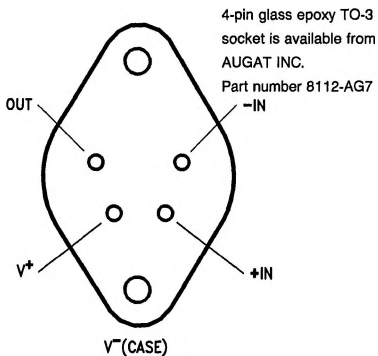 4-pin glass epoxy TO-3
socket is available from
AUGAT INC.
Part number 8112-AG7
OUT
-IN
V+
+IN
V-(CASE)